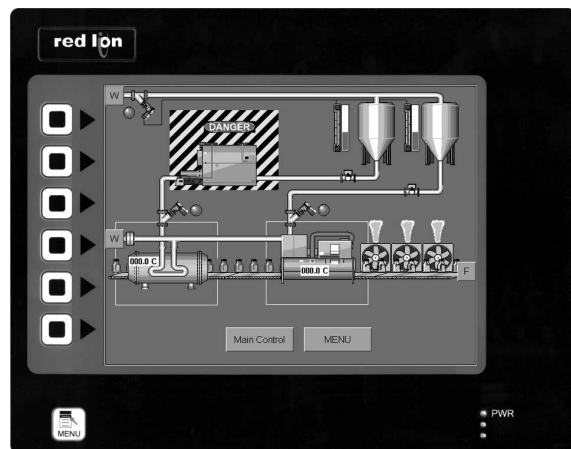 red lion
W
DANGER
W
000.0 C
000.0 C
F
Main Control
MENU
MENU
PWR